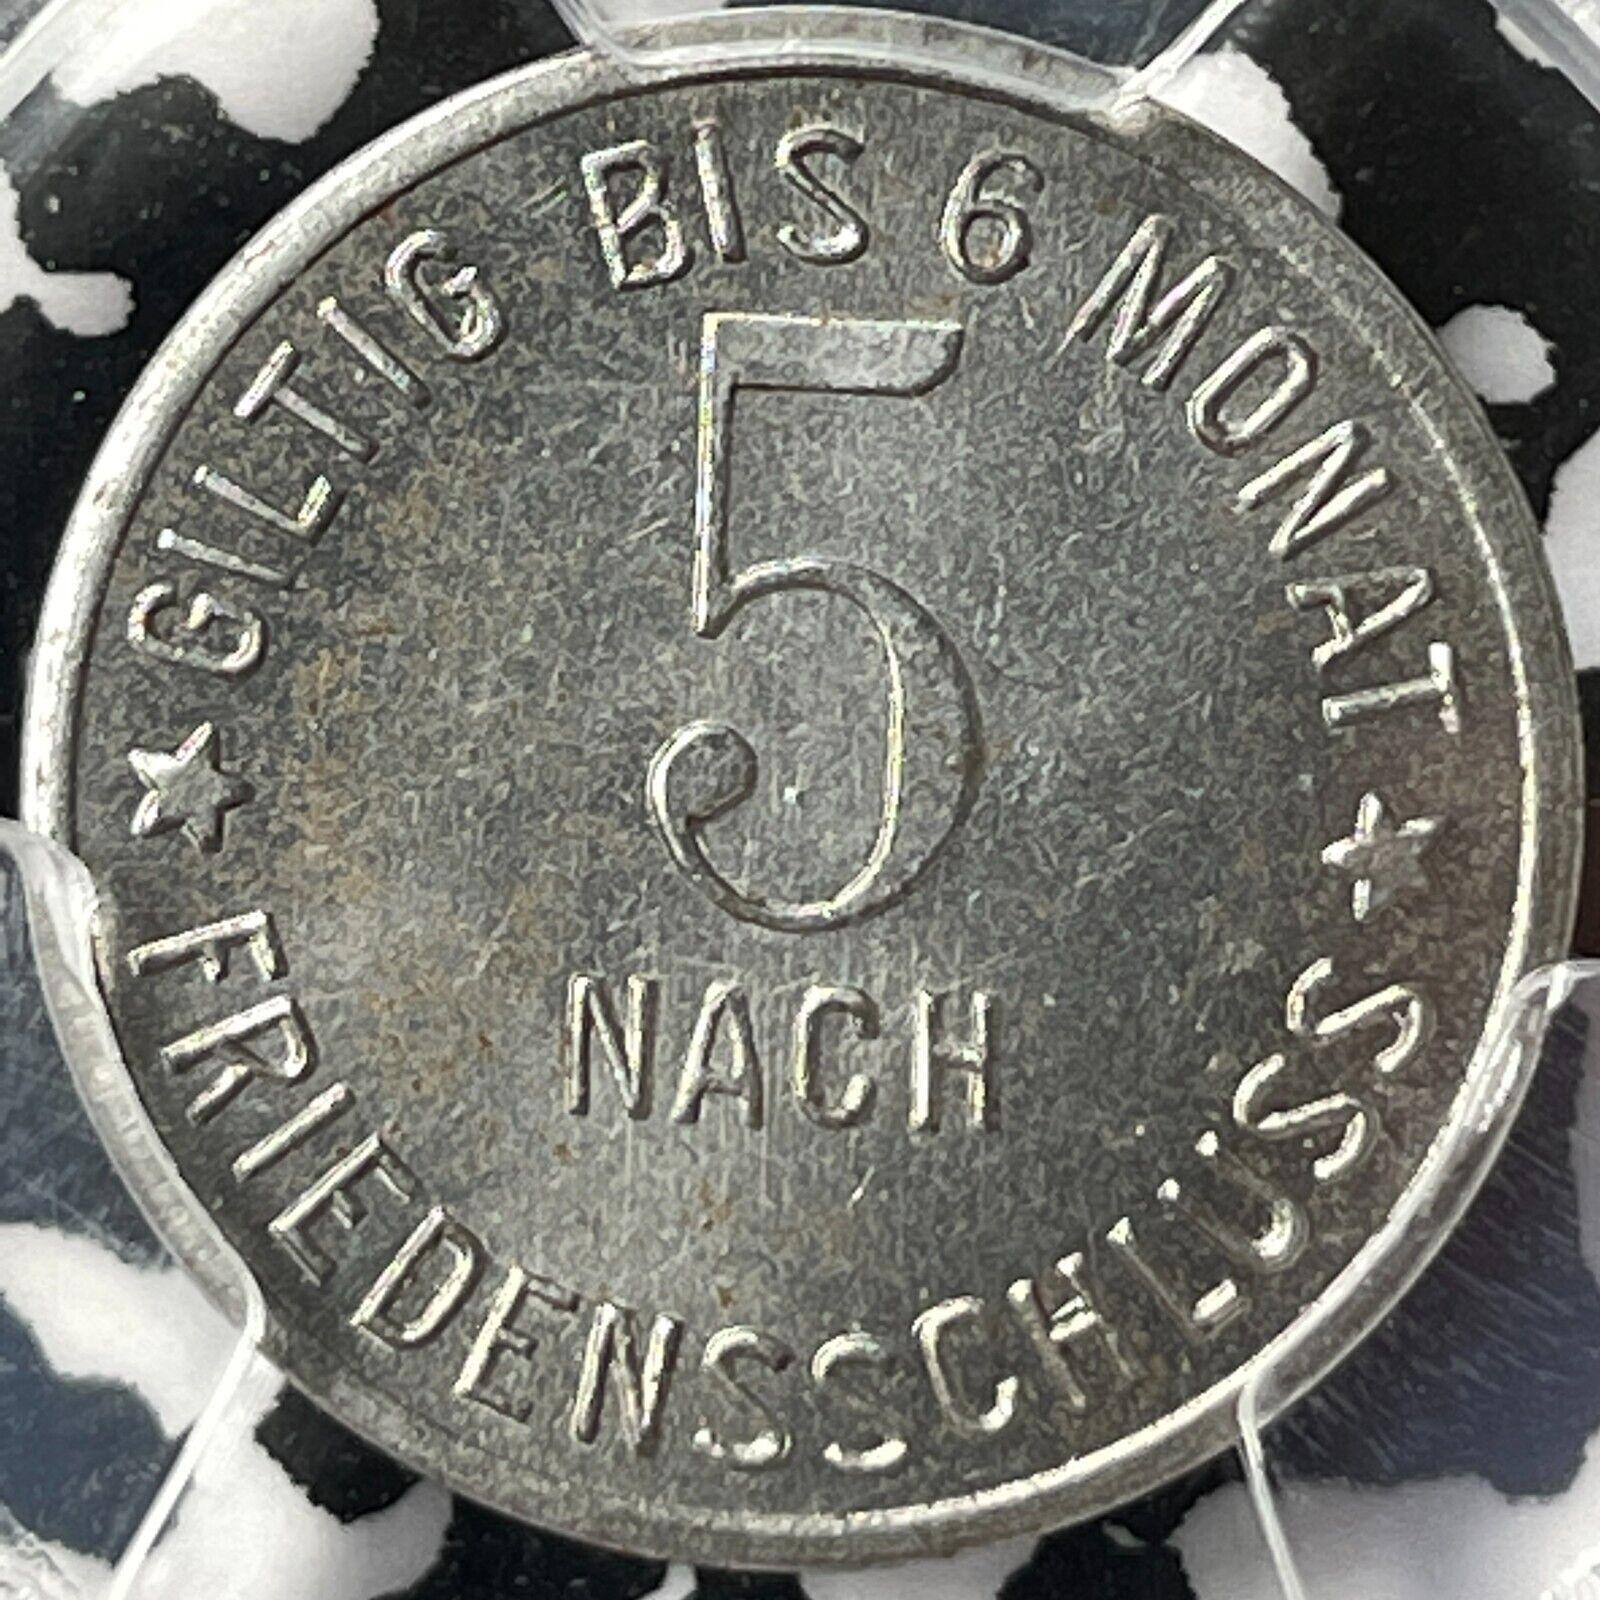 GILTIG BIS 6 MONAT
5
NACH
FRIEDENSSCHLUSS